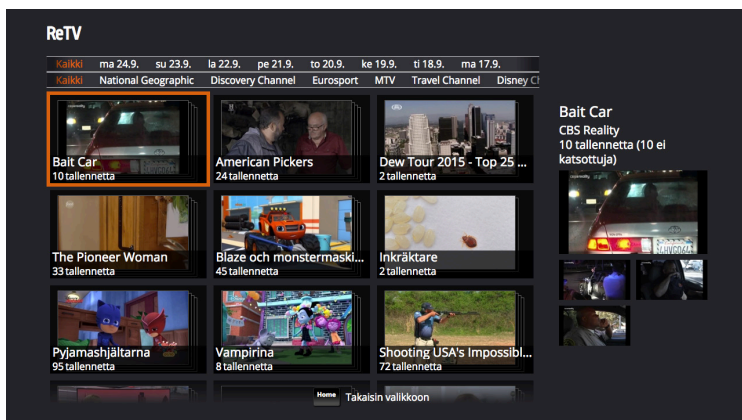 ReTV
Kaikki ma 24.9. su 23.9. la 22.9. pe 21.9. to 20.9. ke 19.9. ti 18.9. ma 17.9.
Kaikki National Geographic Discovery Channel Eurosport MTV Travel Channel Disney Ch
Bait Car
10 tallennetta
American Pickers
24 tallennetta
Dew Tour 2015 - Top 25 ...
2 tallennetta
The Pioneer Woman
33 tallennetta
Blaze och monstermaski...
45 tallennetta
Inkräktare
2 tallennetta
Pyjamashjältarna
95 tallennetta
Vampirina
8 tallennetta
Shooting USA's Impossibl...
72 tallennetta
Home Takaisin valikkoon
Bait Car
CBS Reality
10 tallennetta (10 ei
katsottuja)